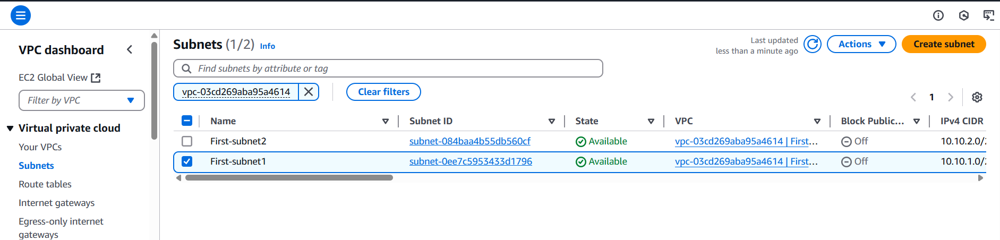 VPC dashboard
EC2 Global View
Filter by VPC
Virtual private cloud
Your VPCs
Subnets
Route tables
Internet gateways
Egress-only internet
gateways
Subnets (1/2) Info
Last updated
less than a minute ago
Actions
Create subnet
Find subnets by attribute or tag
vpc-03cd269aba95a4614
Clear filters
1
Name Subnet ID State VPC Block Public... IPv4 CIDR
First-subnet2 subnet-084baa4b55db560cf Available vpc-03cd269aba95a4614 | First... Off 10.10.2.0/2
First-subnet1 subnet-0ee7c5953433d1796 Available vpc-03cd269aba95a4614 | First... Off 10.10.1.0/2